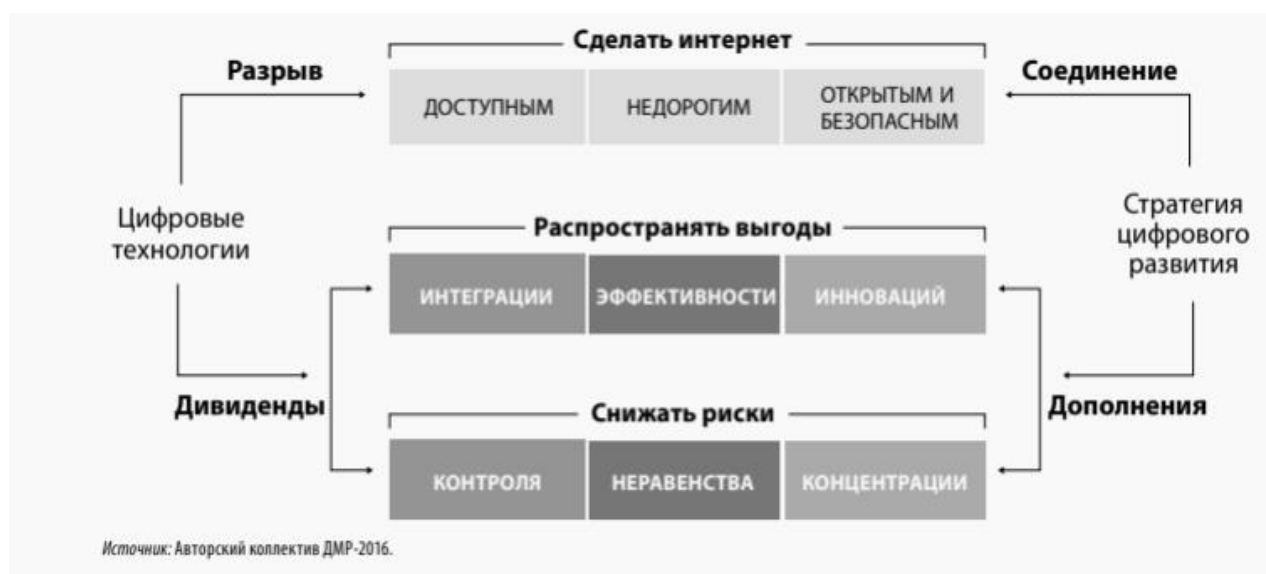 Сделать интернет
Разрыв
Соединение
ДОСТУПНЫМ
НЕДОРОГИМ
ОТКРЫТЫМ И
БЕЗОПАСНЫМ
Цифровые
технологии
Стратегия
цифрового
развития
Распространять выгоды
ИНТЕГРАЦИИ
ЭФФЕКТИВНОСТИ
ИННОВАЦИЙ
Дивиденды
Дополнения
Снижать риски
КОНТРОЛЯ
НЕРАВЕНСТВА
КОНЦЕНТРАЦИИ
Источник: Авторский коллектив ДМР-2016.